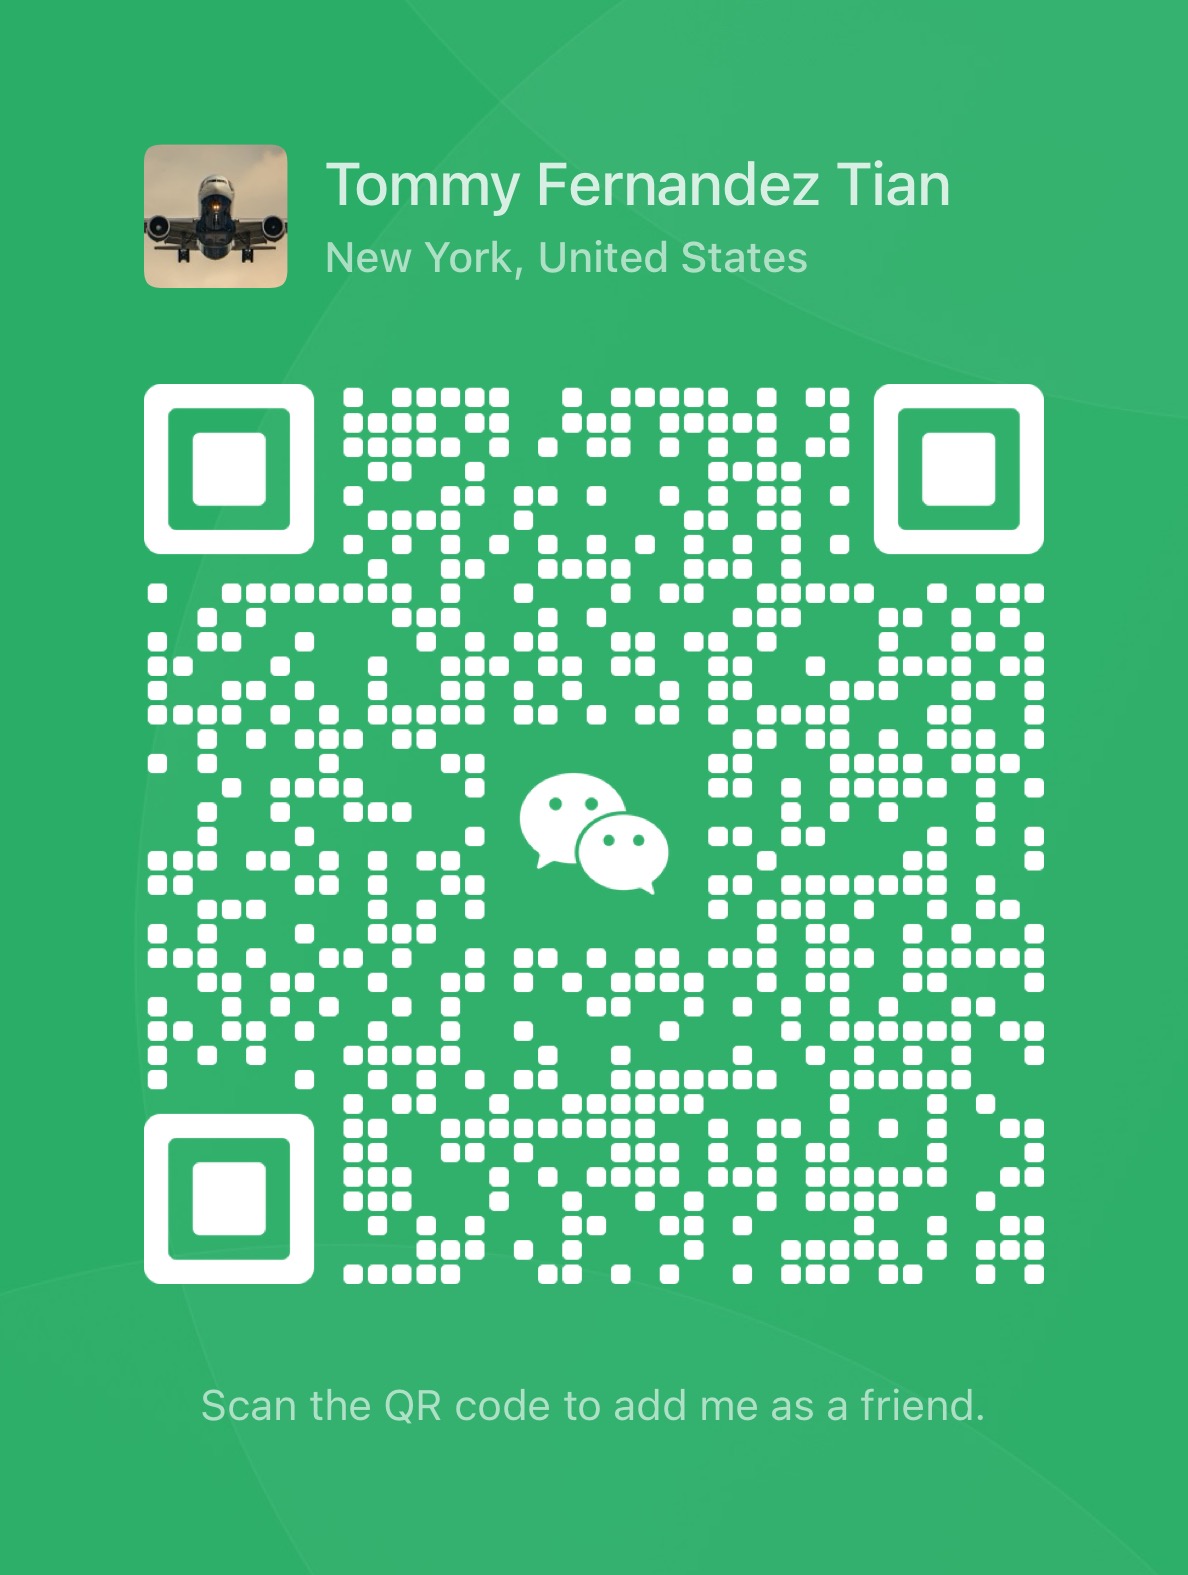 Tommy Fernandez Tian
New York, United States
Scan the QR code to add me as a friend.